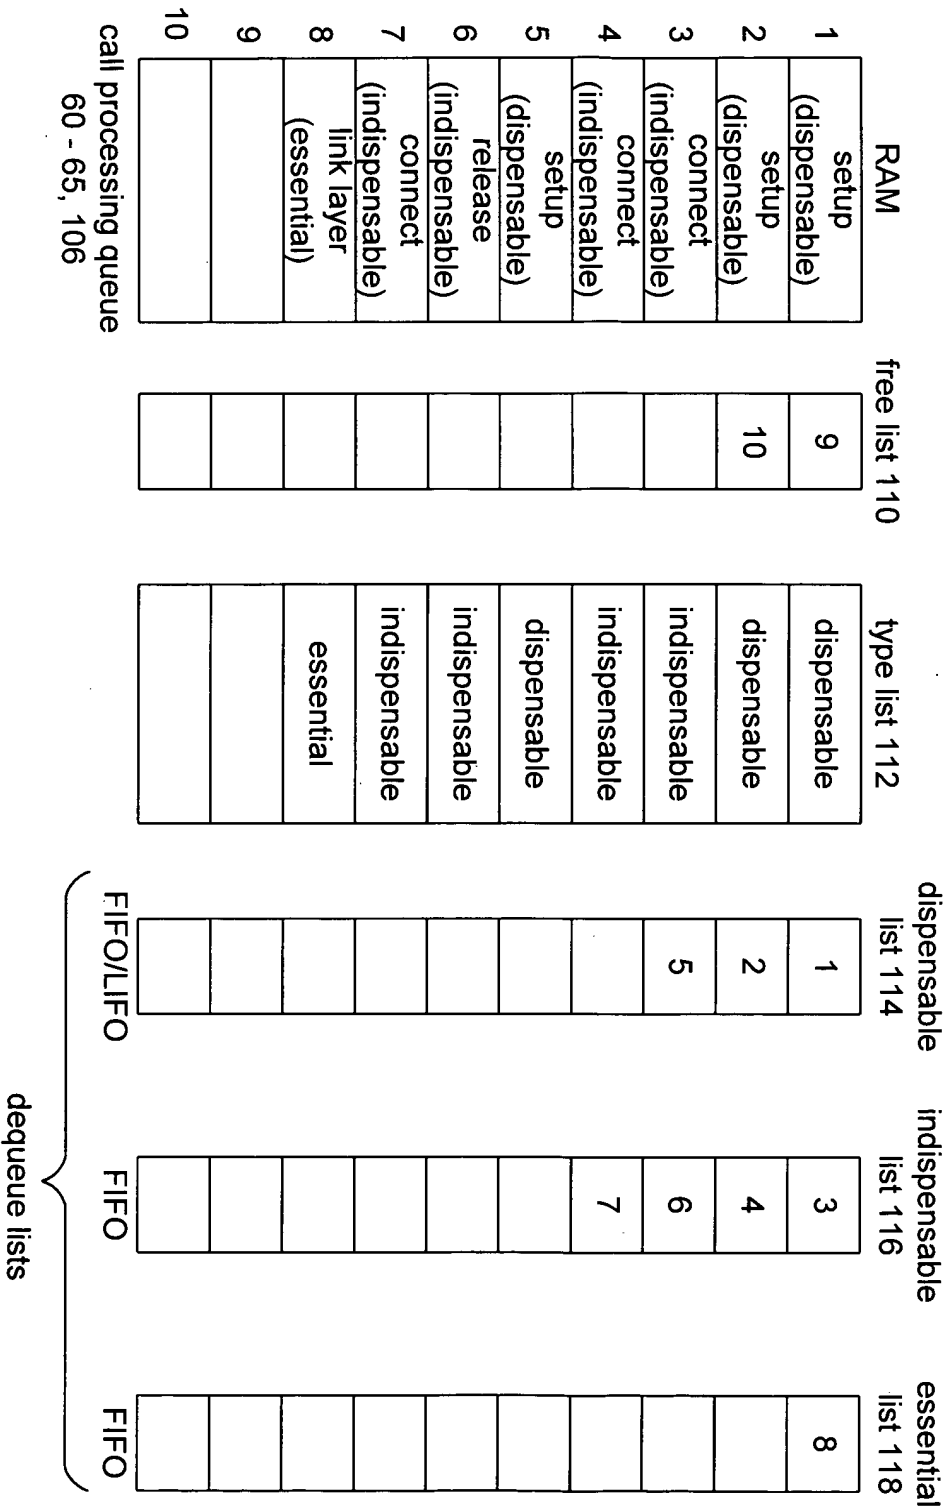 RAM
1
setup
(dispensable)
2
setup
(dispensable)
3
connect
(indispensable)
4
connect
(indispensable)
5
setup
(dispensable)
6
release
(indispensable)
7
connect
(indispensable)
8
link layer
(essential)
9
10
call processing queue
60 - 65, 106
free list 110
9
10
type list 112
dispensable
dispensable
indispensable
indispensable
dispensable
indispensable
indispensable
essential
dispensable
list 114
1
2
5
FIFO/LIFO
indispensable
list 116
3
4
6
7
FIFO
essential
list 118
8
FIFO
dequeue lists